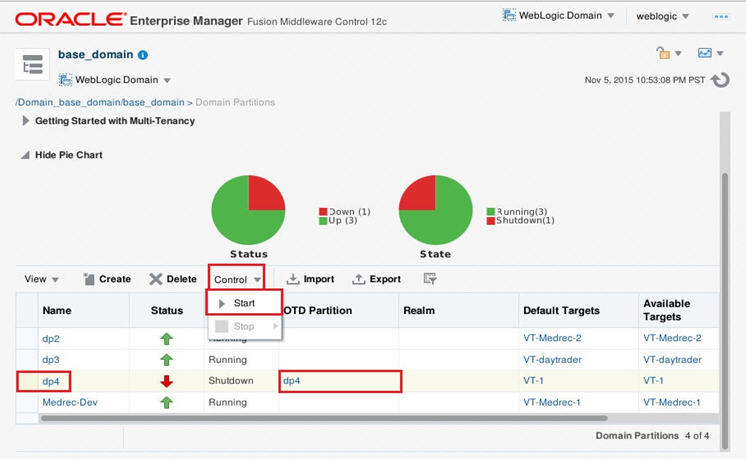 ORACLE Enterprise Manager Fusion Middleware Control 12c WebLogic Domain weblogic
base_domain
WebLogic Domain
Nov 5, 2015 10:53:08 PM PST
/Domain_base_domain/base_domain > Domain Partitions
Getting Started with Multi-Tenancy
Hide Pie Chart
Down (1)
Up (3)
Status
Running(3)
Shutdown(1)
State
View Create Delete Control Import Export
Start
Stop
Name Status OTD Partition Realm Default Targets Available Targets
dp2 Running VT-Medrec-2 VT-Medrec-2
dp3 Running VT-daytrader VT-daytrader
dp4 Shutdown dp4 VT-1 VT-1
Medrec-Dev Running VT-Medrec-1 VT-Medrec-1
Domain Partitions 4 of 4